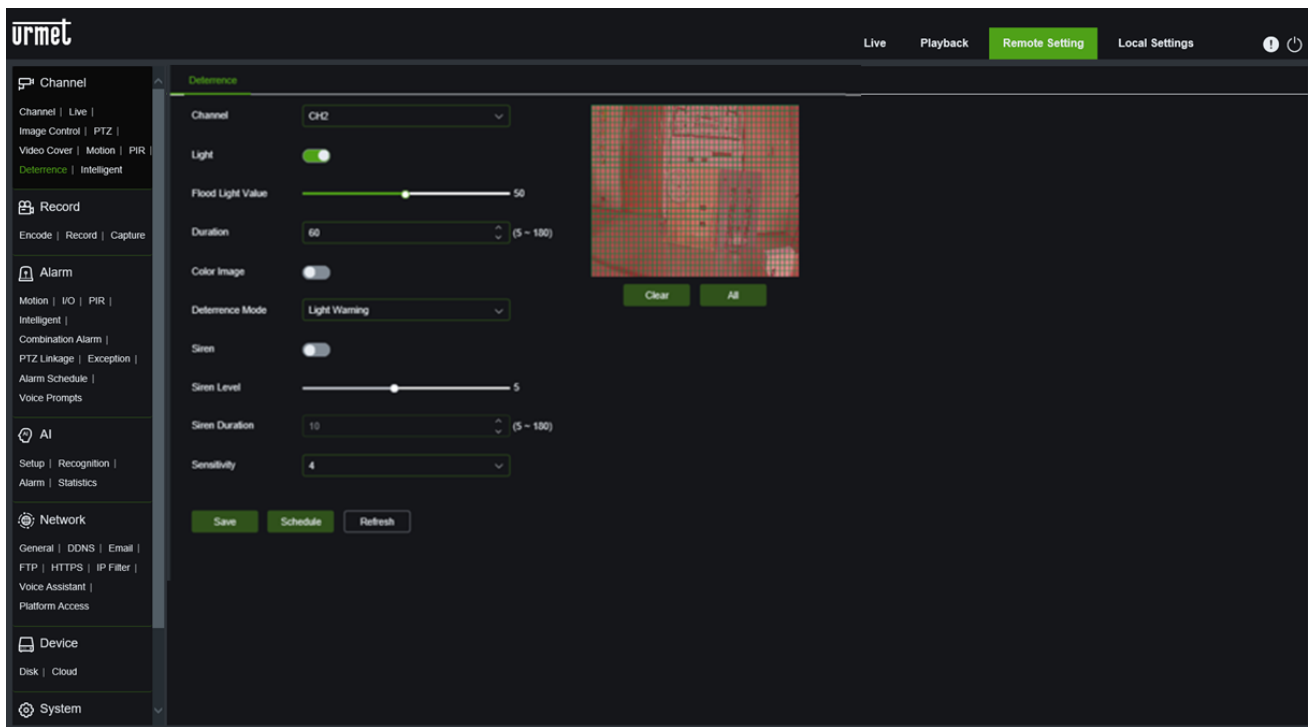 urmet
Live Playback Remote Setting Local Settings
Channel
Channel | Live |
Image Control | PTZ |
Video Cover | Motion | PIR |
Deterrence | Intelligent
Record
Encode | Record | Capture
Alarm
Motion | I/O | PIR |
Intelligent |
Combination Alarm |
PTZ Linkage | Exception |
Alarm Schedule |
Voice Prompts
AI
Setup | Recognition |
Alarm | Statistics
Network
General | DDNS | Email |
FTP | HTTPS | IP Filter |
Voice Assistant |
Platform Access
Device
Disk | Cloud
System
Deterrence
Channel CH2
Light
Flood Light Value 50
Duration 60 (5 ~ 180)
Color Image
Deterrence Mode Light Warning
Siren
Siren Level 5
Siren Duration 10 (5 ~ 180)
Sensitivity 4
Save Schedule Refresh
Clear All